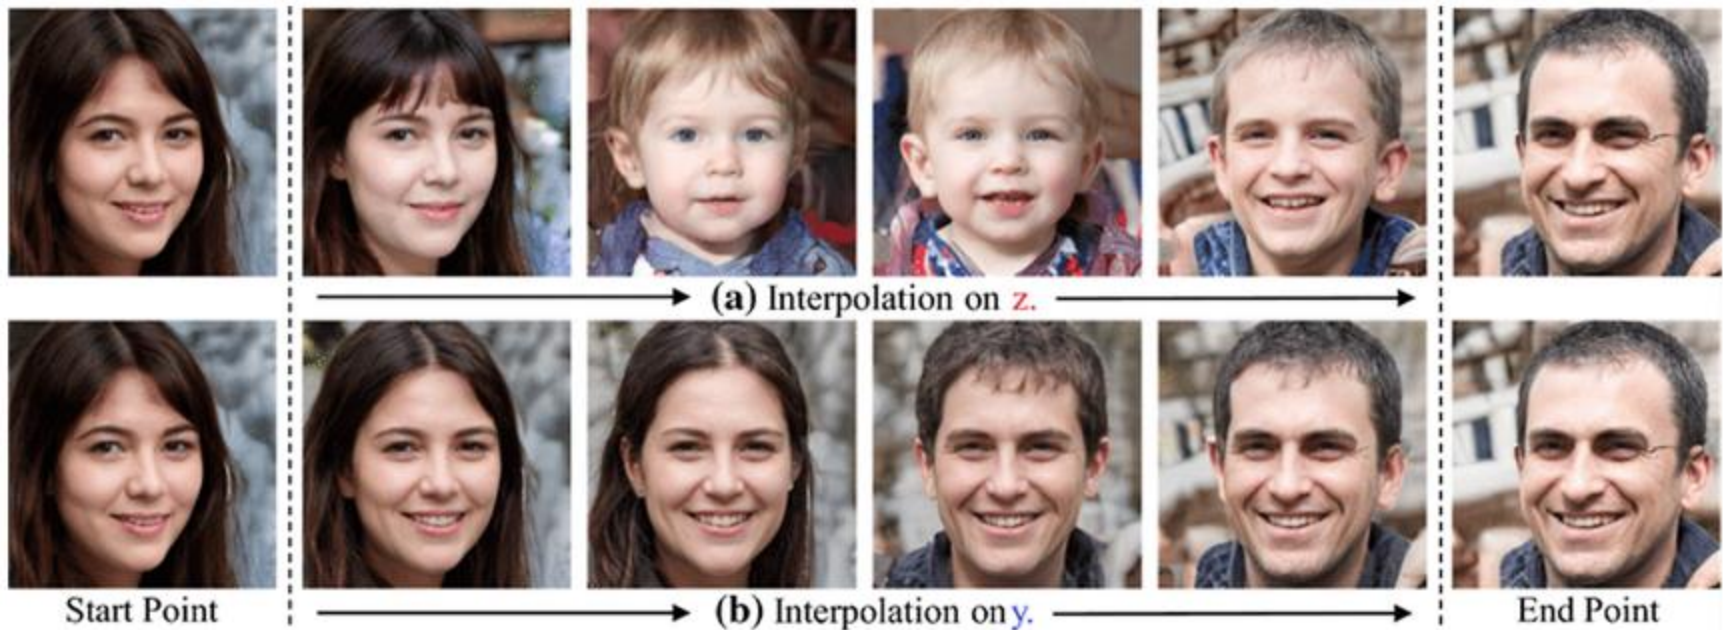 (a) Interpolation on z.
Start Point
(b) Interpolation on y.
End Point